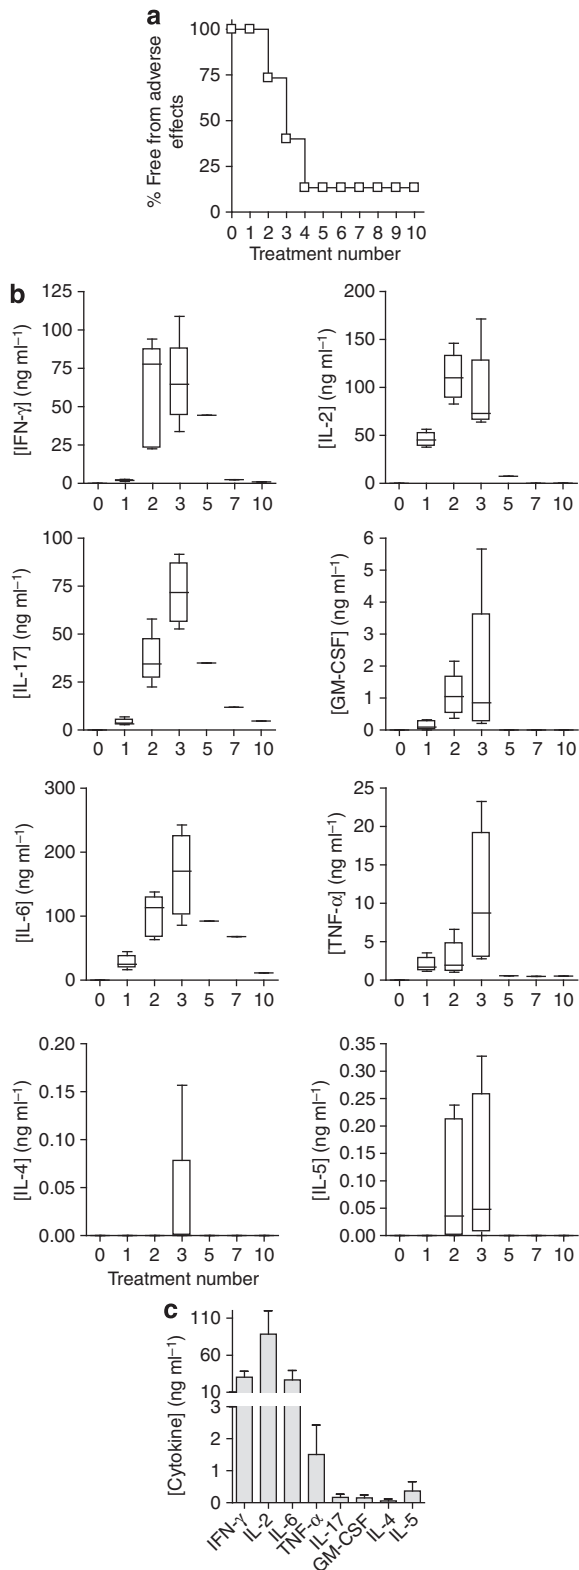 a
% Free from adverse
effects
100
75
50
25
0
0 1 2 3 4 5 6 7 8 9 10
Treatment number
b
[IFN-γ] (ng ml⁻¹)
125
100
75
50
25
0
0 1 2 3 5 7 10
[IL-2] (ng ml⁻¹)
200
150
100
50
0
0 1 2 3 5 7 10
[IL-17] (ng ml⁻¹)
100
75
50
25
0
0 1 2 3 5 7 10
[GM-CSF] (ng ml⁻¹)
6
5
4
3
2
1
0
0 1 2 3 5 7 10
[IL-6] (ng ml⁻¹)
300
200
100
0
0 1 2 3 5 7 10
[TNF-α] (ng ml⁻¹)
25
20
15
10
5
0
0 1 2 3 5 7 10
[IL-4] (ng ml⁻¹)
0.20
0.15
0.10
0.05
0.00
0 1 2 3 5 7 10
Treatment number
[IL-5] (ng ml⁻¹)
0.35
0.30
0.25
0.20
0.15
0.10
0.05
0.00
0 1 2 3 5 7 10
c
[Cytokine] (ng ml⁻¹)
110
60
10
3
2
1
0
IFN-γ
IL-2
IL-6
TNF-α
IL-17
GM-CSF
IL-4
IL-5